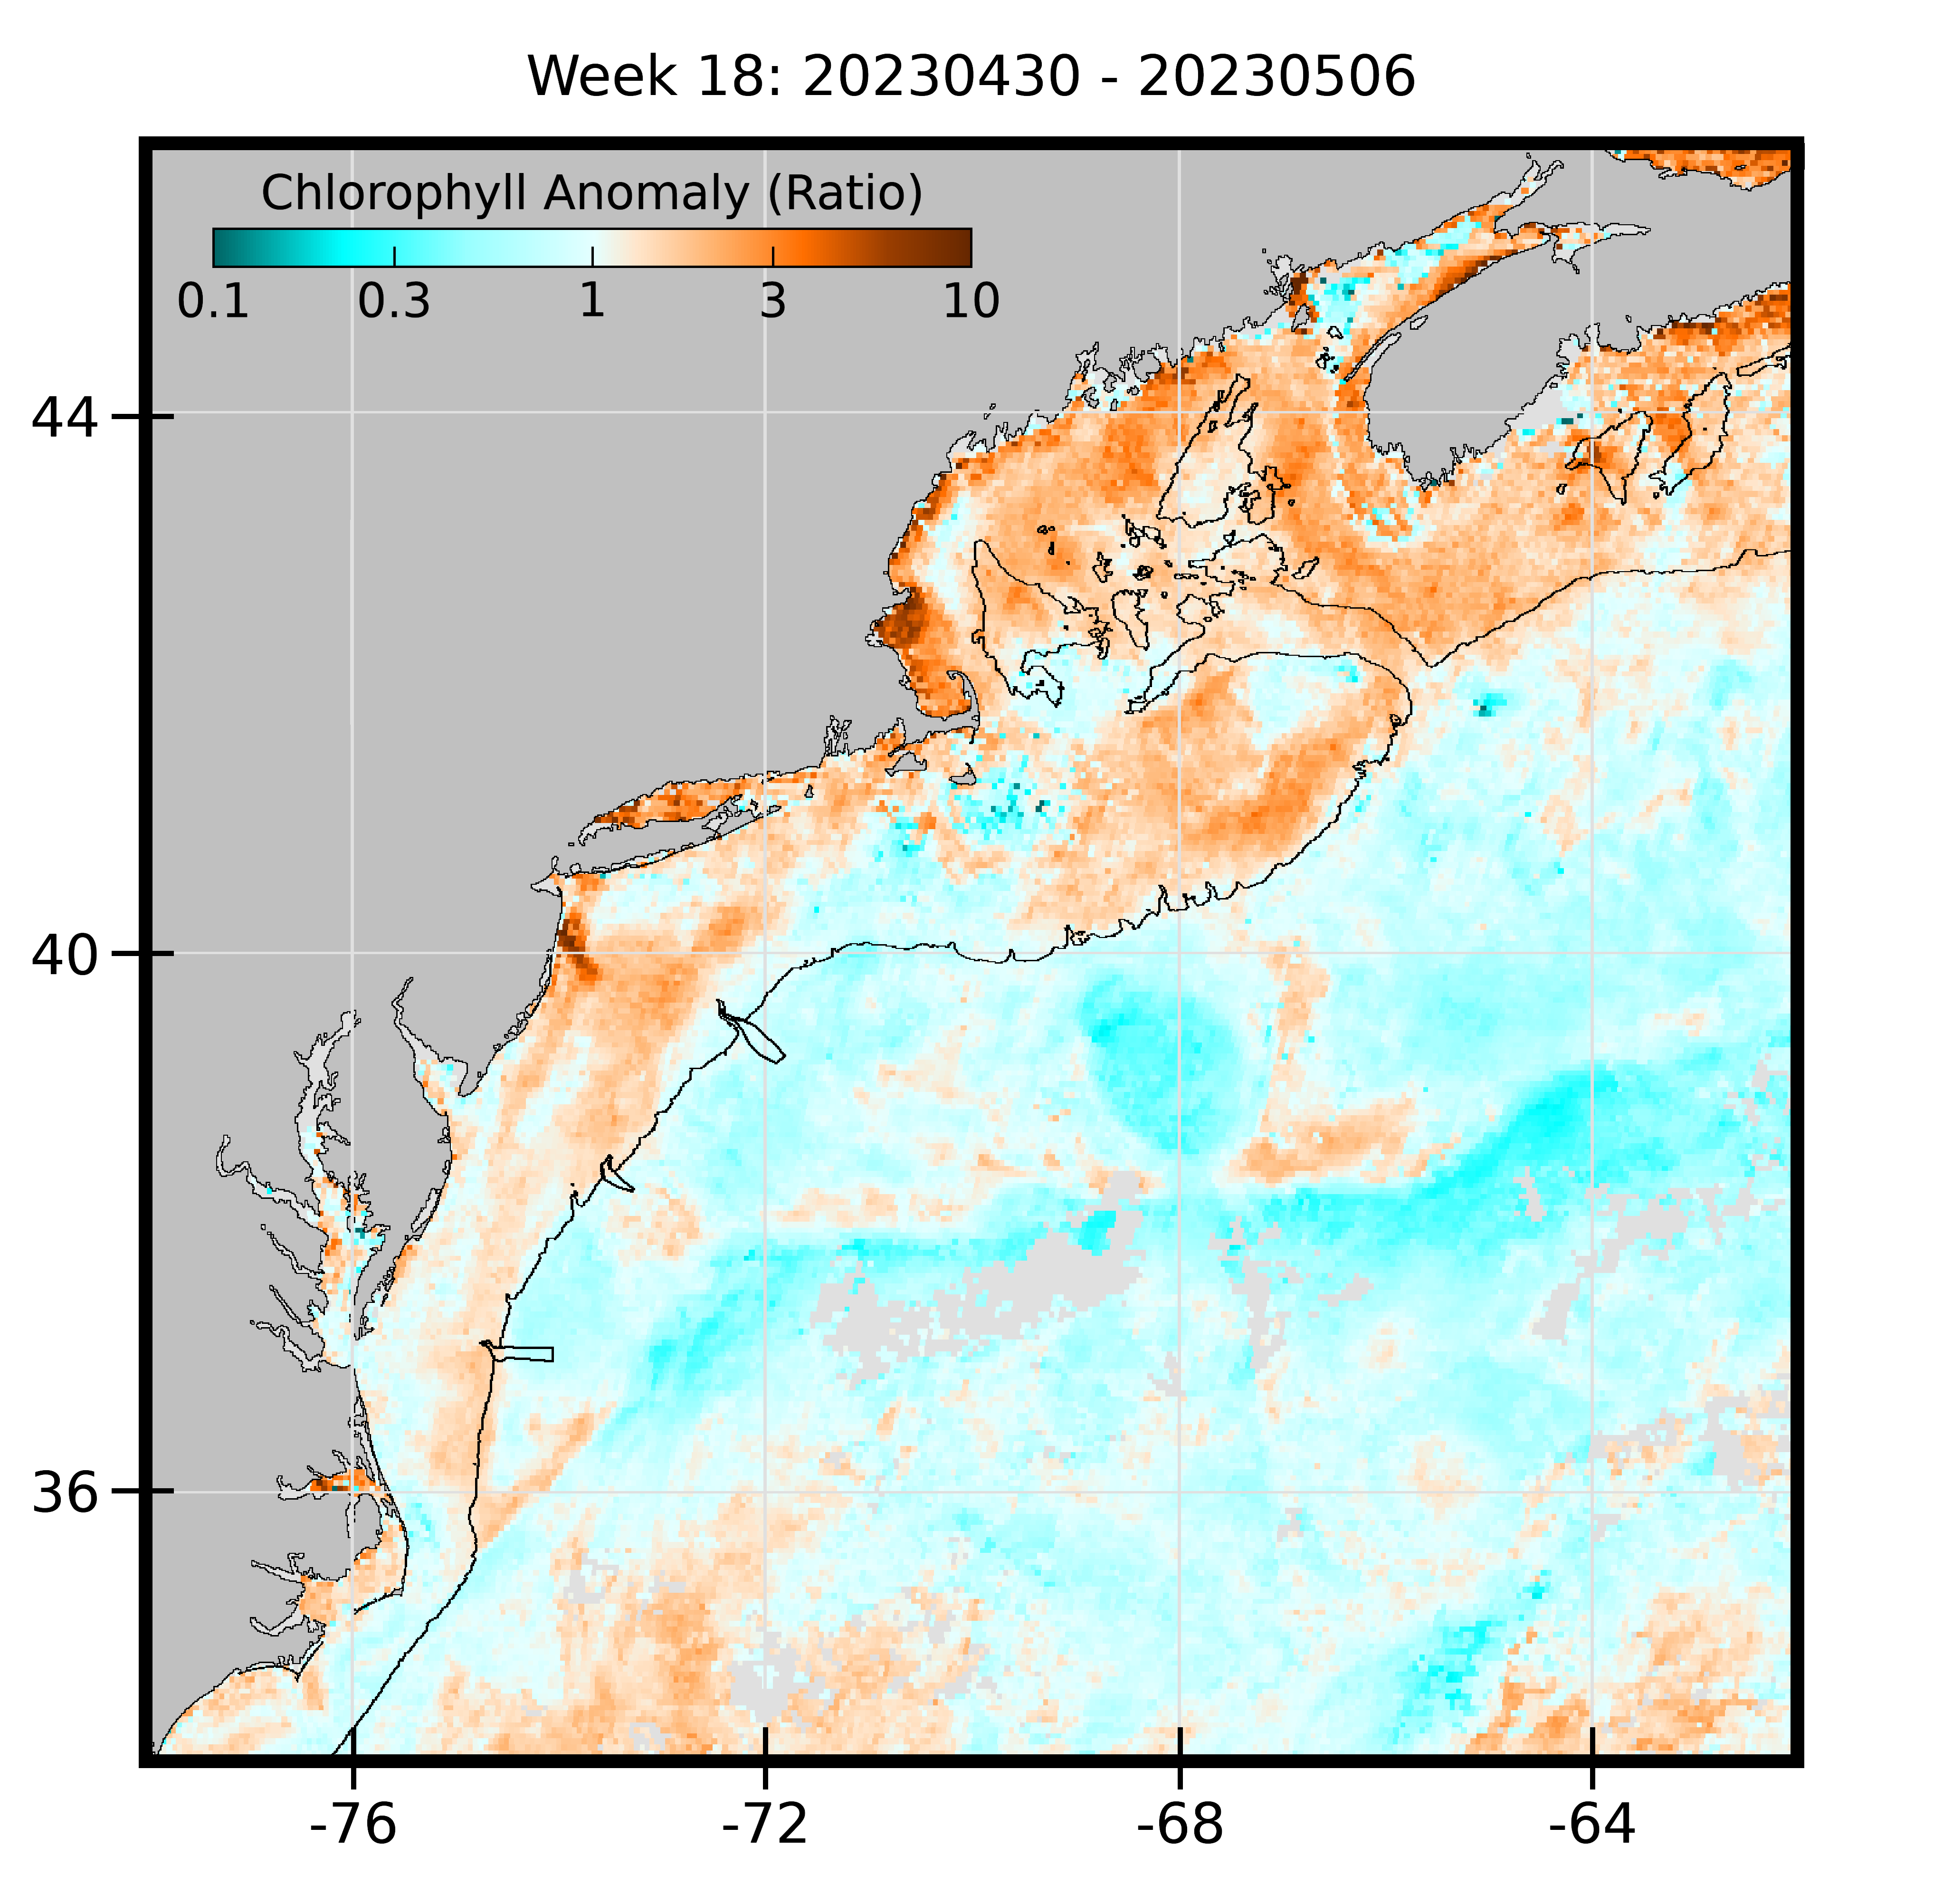 Week 18: 20230430 - 20230506
Chlorophyll Anomaly (Ratio)
0.1 0.3 1 3 10
44
40
36
-76 -72 -68 -64